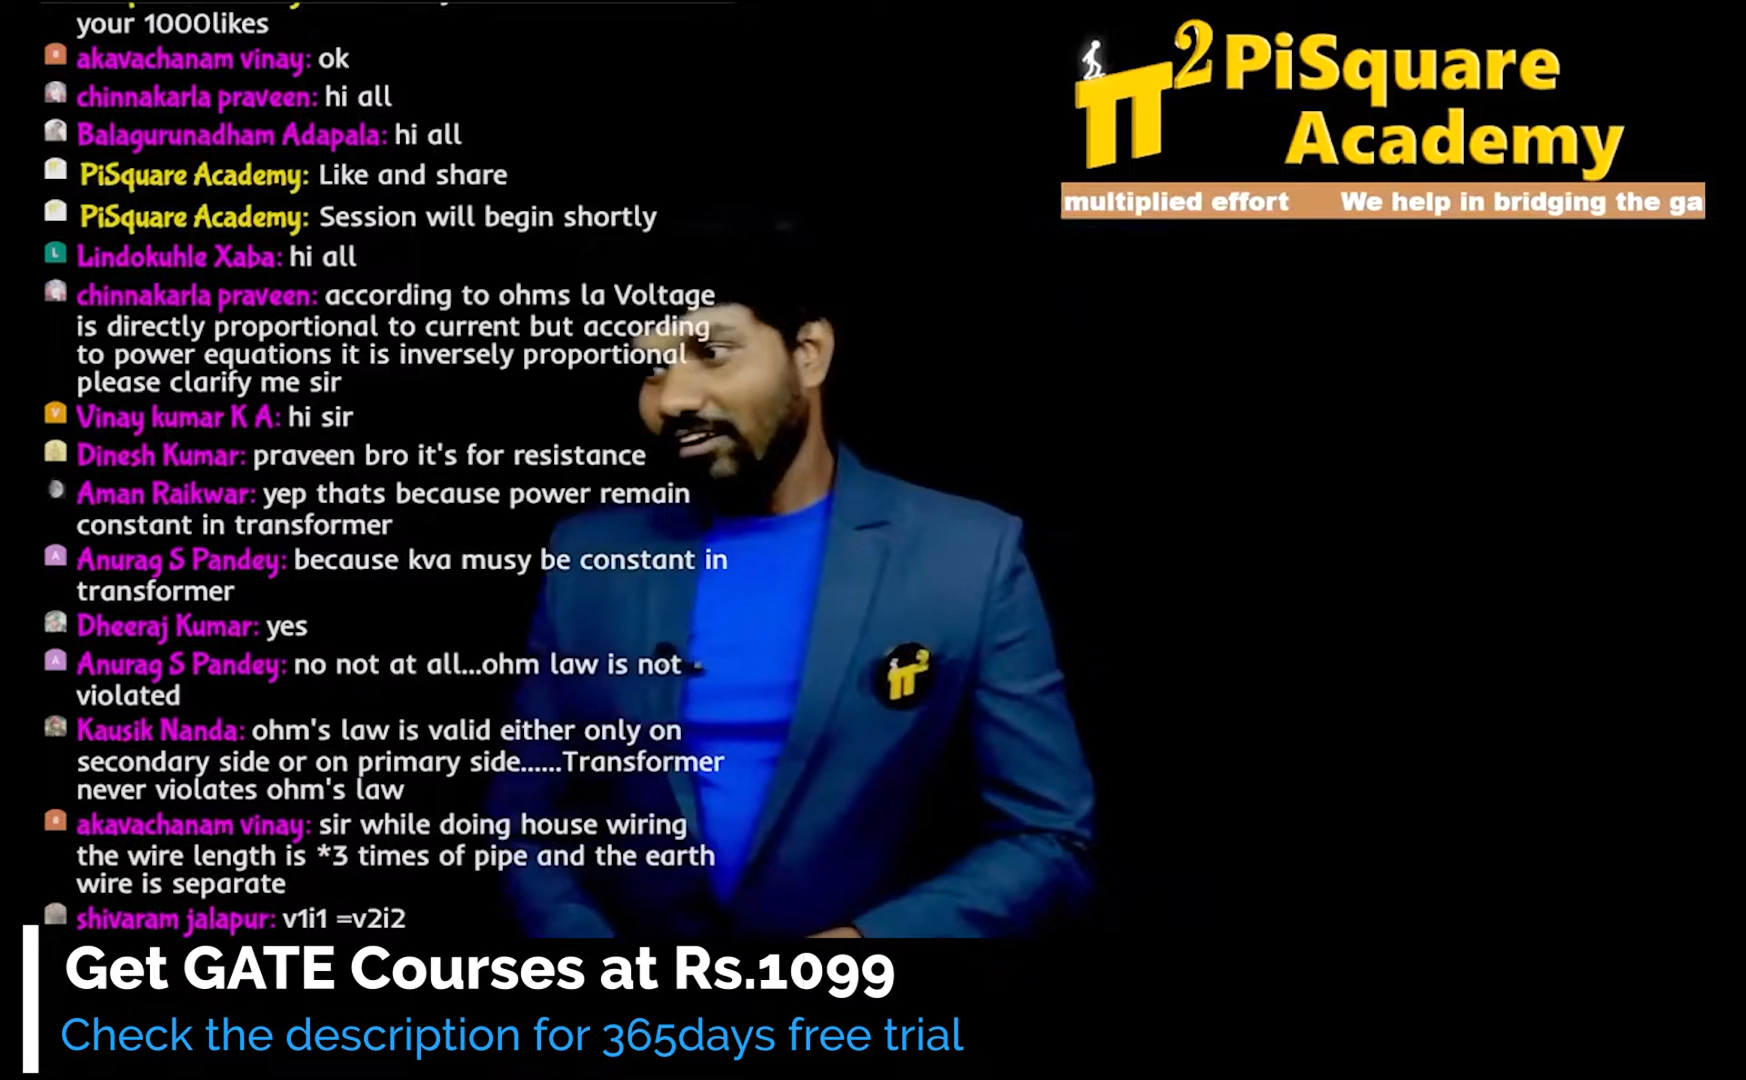 your 1000likes
akavachanam vinay: ok
chinnakarla praveen: hi all
Balagurunadham Adapala: hi all
PiSquare Academy: Like and share
PiSquare Academy: Session will begin shortly
Lindokuhle Xaba: hi all
chinnakarla praveen: according to ohms la Voltage
is directly proportional to current but according
to power equations it is inversely proportional
please clarify me sir
Vinay kumar K A: hi sir
Dinesh Kumar: praveen bro it's for resistance
Aman Raikwar: yep thats because power remain
constant in transformer
Anurag S Pandey: because kva musy be constant in
transformer
Dheeraj Kumar: yes
Anurag S Pandey: no not at all...ohm law is not
violated
Kausik Nanda: ohm's law is valid either only on
secondary side or on primary side......Transformer
never violates ohm's law
akavachanam vinay: sir while doing house wiring
the wire length is *3 times of pipe and the earth
wire is separate
shivaram jalapur: v1i1 =v2i2
π² PiSquare
Academy
multiplied effort We help in bridging the ga
π²
Get GATE Courses at Rs.1099
Check the description for 365days free trial